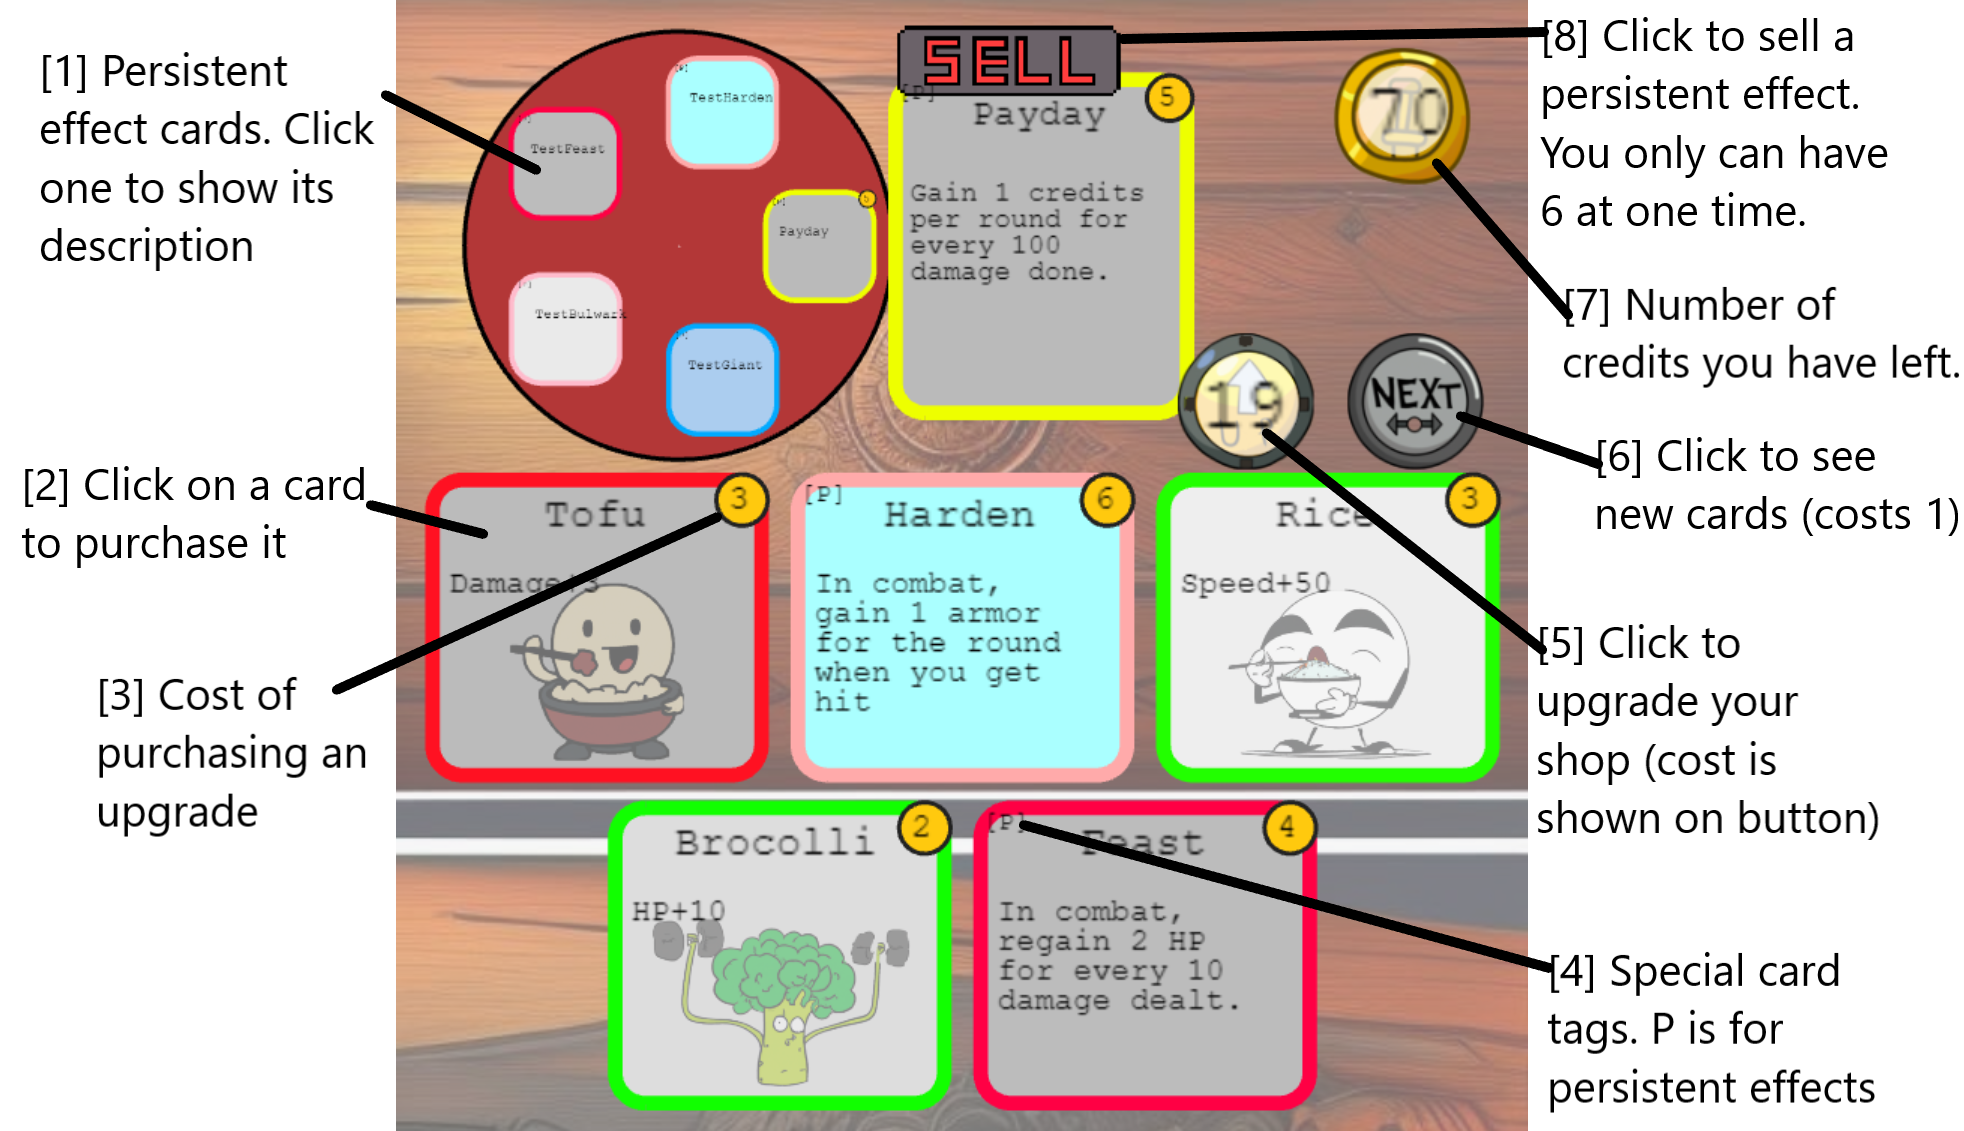 [1] Persistent
effect cards. Click
one to show its
description
[2] Click on a card
to purchase it
[3] Cost of
purchasing an
upgrade
TestHarden
TestFeast
Payday
5
TestBulwark
TestGiant
SELL
[P]
Payday
5
Gain 1 credits
per round for
every 100
damage done.
70
19
NEXT
Tofu
3
Damage+3
[P]
Harden
6
In combat,
gain 1 armor
for the round
when you get
hit
Rice
3
Speed+50
Brocolli
2
HP+10
[P]
Feast
4
In combat,
regain 2 HP
for every 10
damage dealt.
[8] Click to sell a
persistent effect.
You only can have
6 at one time.
[7] Number of
credits you have left.
[6] Click to see
new cards (costs 1)
[5] Click to
upgrade your
shop (cost is
shown on button)
[4] Special card
tags. P is for
persistent effects